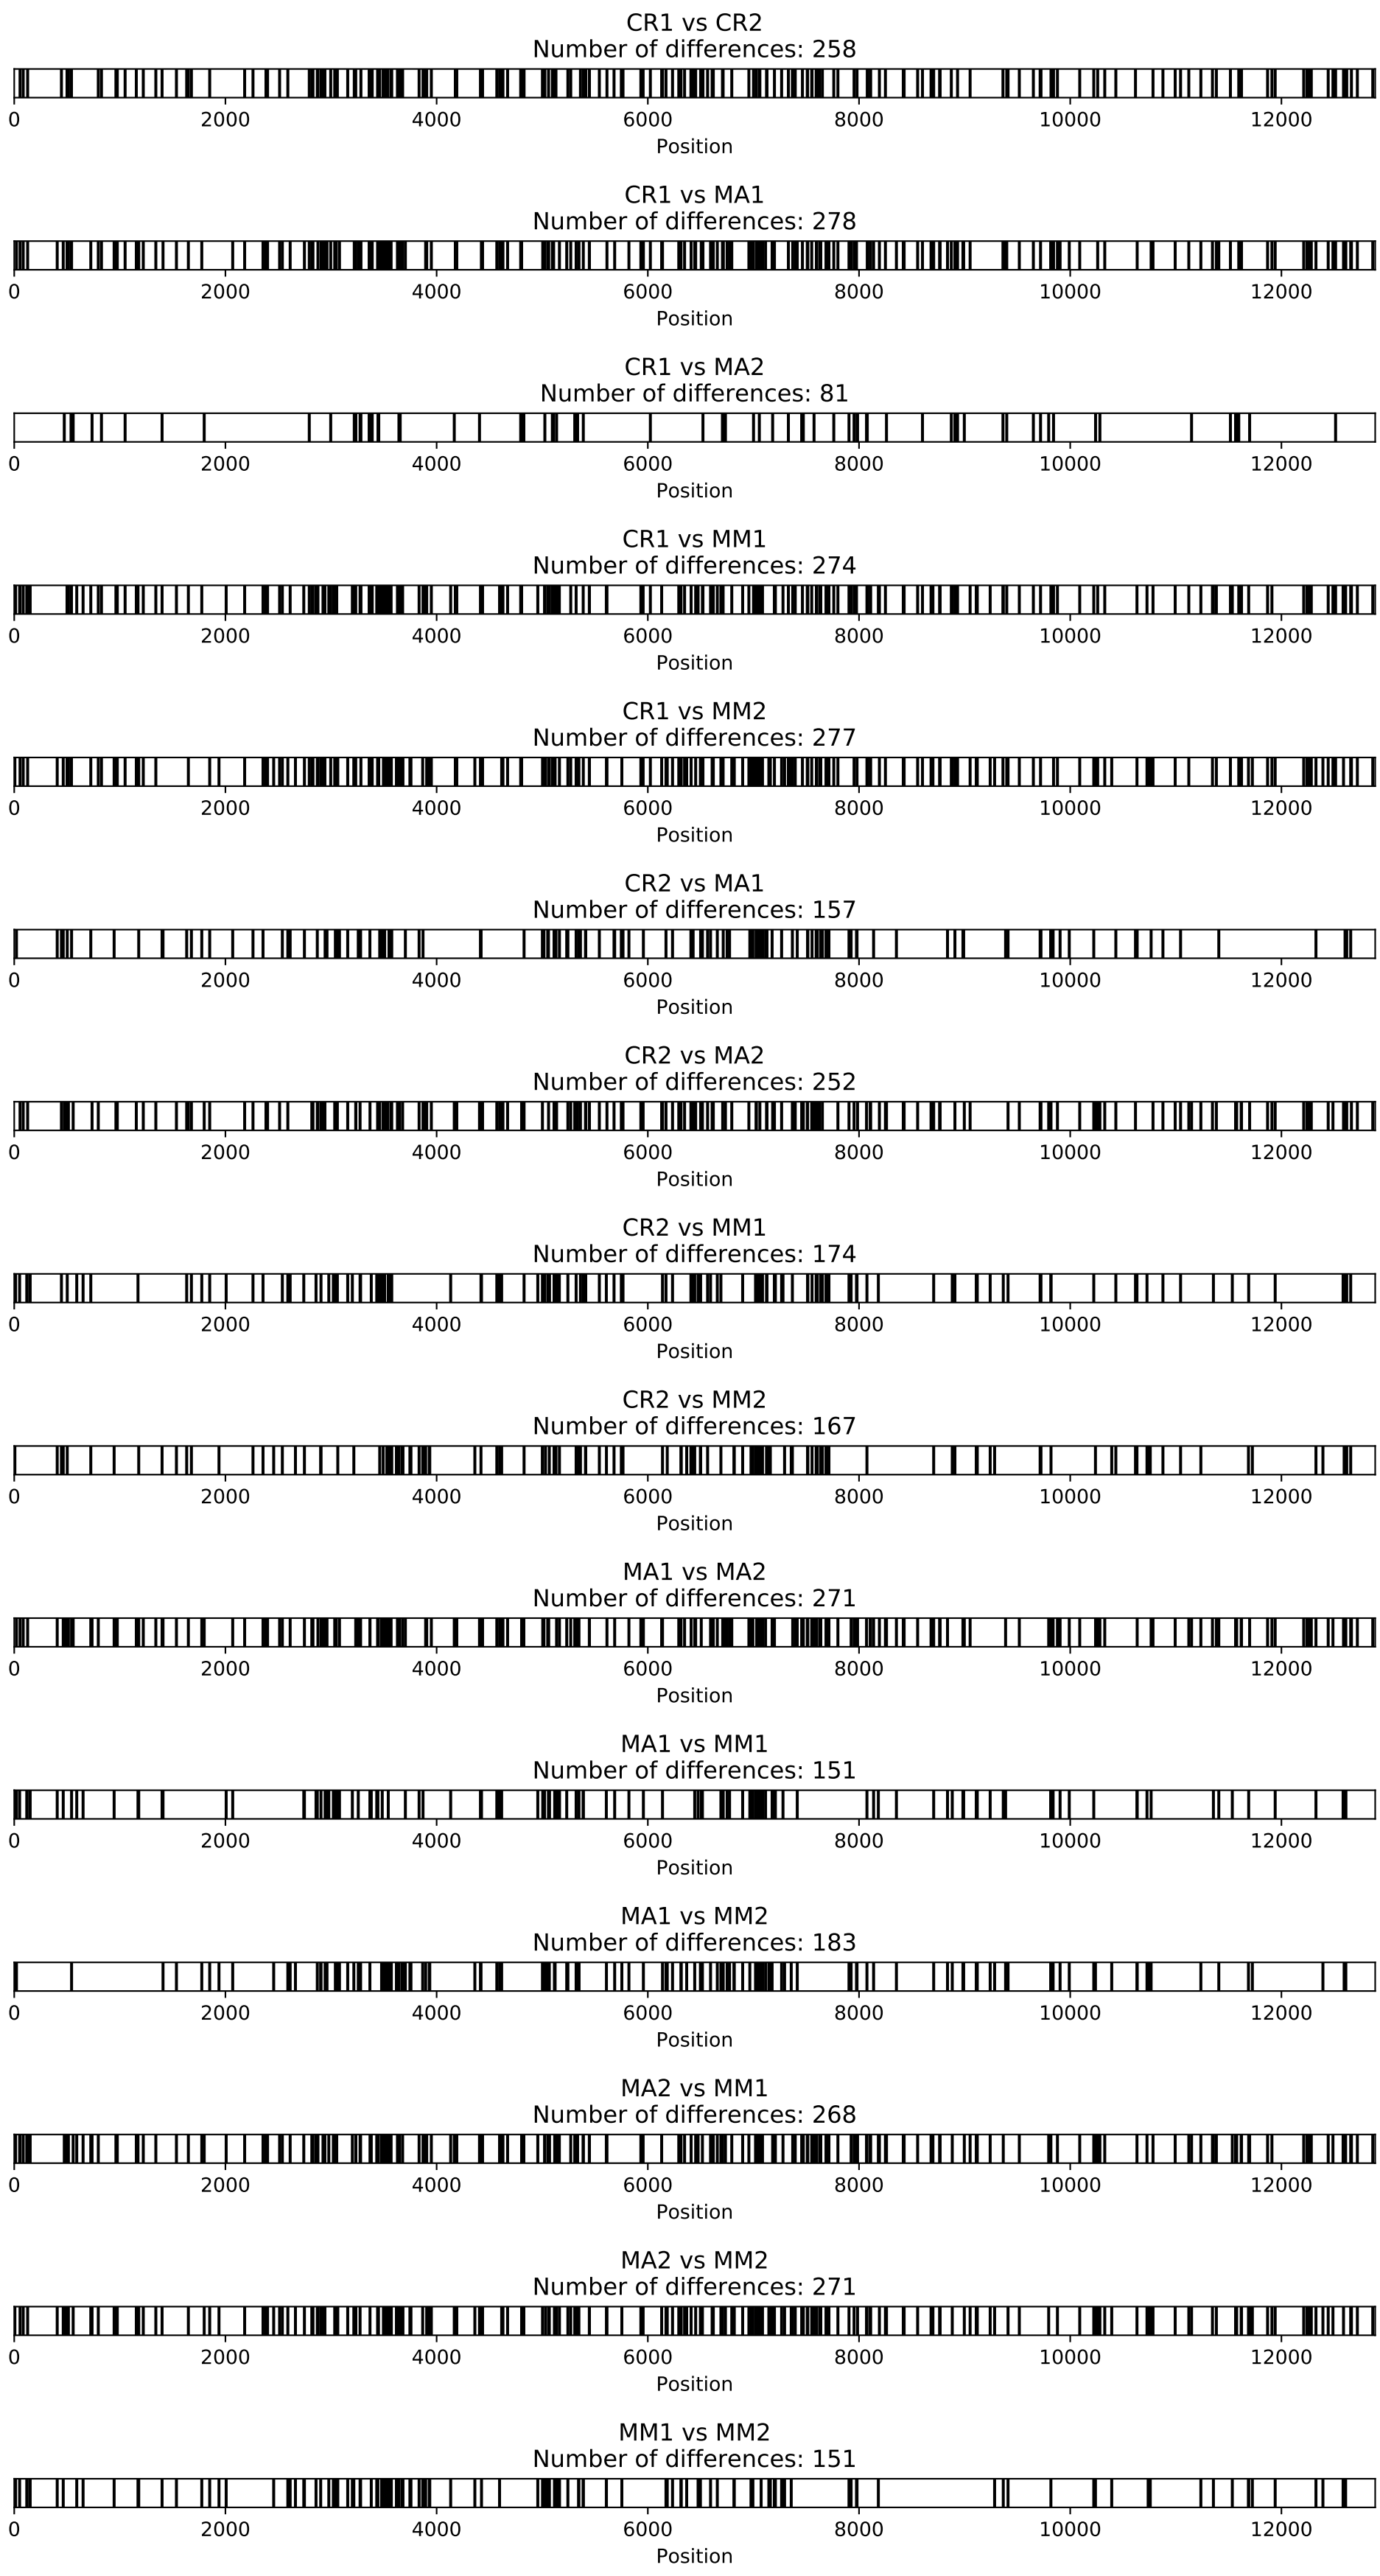 CR1 vs CR2
Number of differences: 258
0 2000 4000 6000 8000 10000 12000
Position
CR1 vs MA1
Number of differences: 278
0 2000 4000 6000 8000 10000 12000
Position
CR1 vs MA2
Number of differences: 81
0 2000 4000 6000 8000 10000 12000
Position
CR1 vs MM1
Number of differences: 274
0 2000 4000 6000 8000 10000 12000
Position
CR1 vs MM2
Number of differences: 277
0 2000 4000 6000 8000 10000 12000
Position
CR2 vs MA1
Number of differences: 157
0 2000 4000 6000 8000 10000 12000
Position
CR2 vs MA2
Number of differences: 252
0 2000 4000 6000 8000 10000 12000
Position
CR2 vs MM1
Number of differences: 174
0 2000 4000 6000 8000 10000 12000
Position
CR2 vs MM2
Number of differences: 167
0 2000 4000 6000 8000 10000 12000
Position
MA1 vs MA2
Number of differences: 271
0 2000 4000 6000 8000 10000 12000
Position
MA1 vs MM1
Number of differences: 151
0 2000 4000 6000 8000 10000 12000
Position
MA1 vs MM2
Number of differences: 183
0 2000 4000 6000 8000 10000 12000
Position
MA2 vs MM1
Number of differences: 268
0 2000 4000 6000 8000 10000 12000
Position
MA2 vs MM2
Number of differences: 271
0 2000 4000 6000 8000 10000 12000
Position
MM1 vs MM2
Number of differences: 151
0 2000 4000 6000 8000 10000 12000
Position